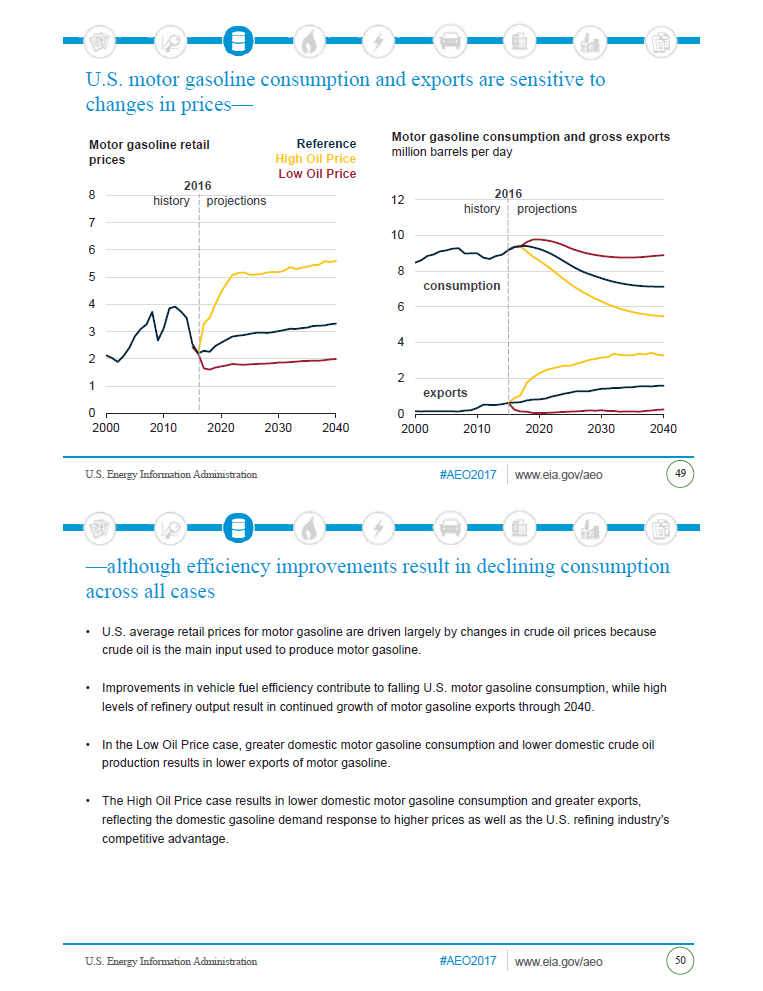 U.S. motor gasoline consumption and exports are sensitive to
changes in prices—
Motor gasoline retail
prices
Reference
High Oil Price
Low Oil Price
2016
history
projections
8
7
6
5
4
3
2
1
0
2000
2010
2020
2030
2040
Motor gasoline consumption and gross exports
million barrels per day
2016
history
projections
12
10
8
6
4
2
0
consumption
exports
2000
2010
2020
2030
2040
U.S. Energy Information Administration
#AEO2017
www.eia.gov/aeo
49
—although efficiency improvements result in declining consumption
across all cases
• U.S. average retail prices for motor gasoline are driven largely by changes in crude oil prices because
crude oil is the main input used to produce motor gasoline.
• Improvements in vehicle fuel efficiency contribute to falling U.S. motor gasoline consumption, while high
levels of refinery output result in continued growth of motor gasoline exports through 2040.
• In the Low Oil Price case, greater domestic motor gasoline consumption and lower domestic crude oil
production results in lower exports of motor gasoline.
• The High Oil Price case results in lower domestic motor gasoline consumption and greater exports,
reflecting the domestic gasoline demand response to higher prices as well as the U.S. refining industry's
competitive advantage.
U.S. Energy Information Administration
#AEO2017
www.eia.gov/aeo
50